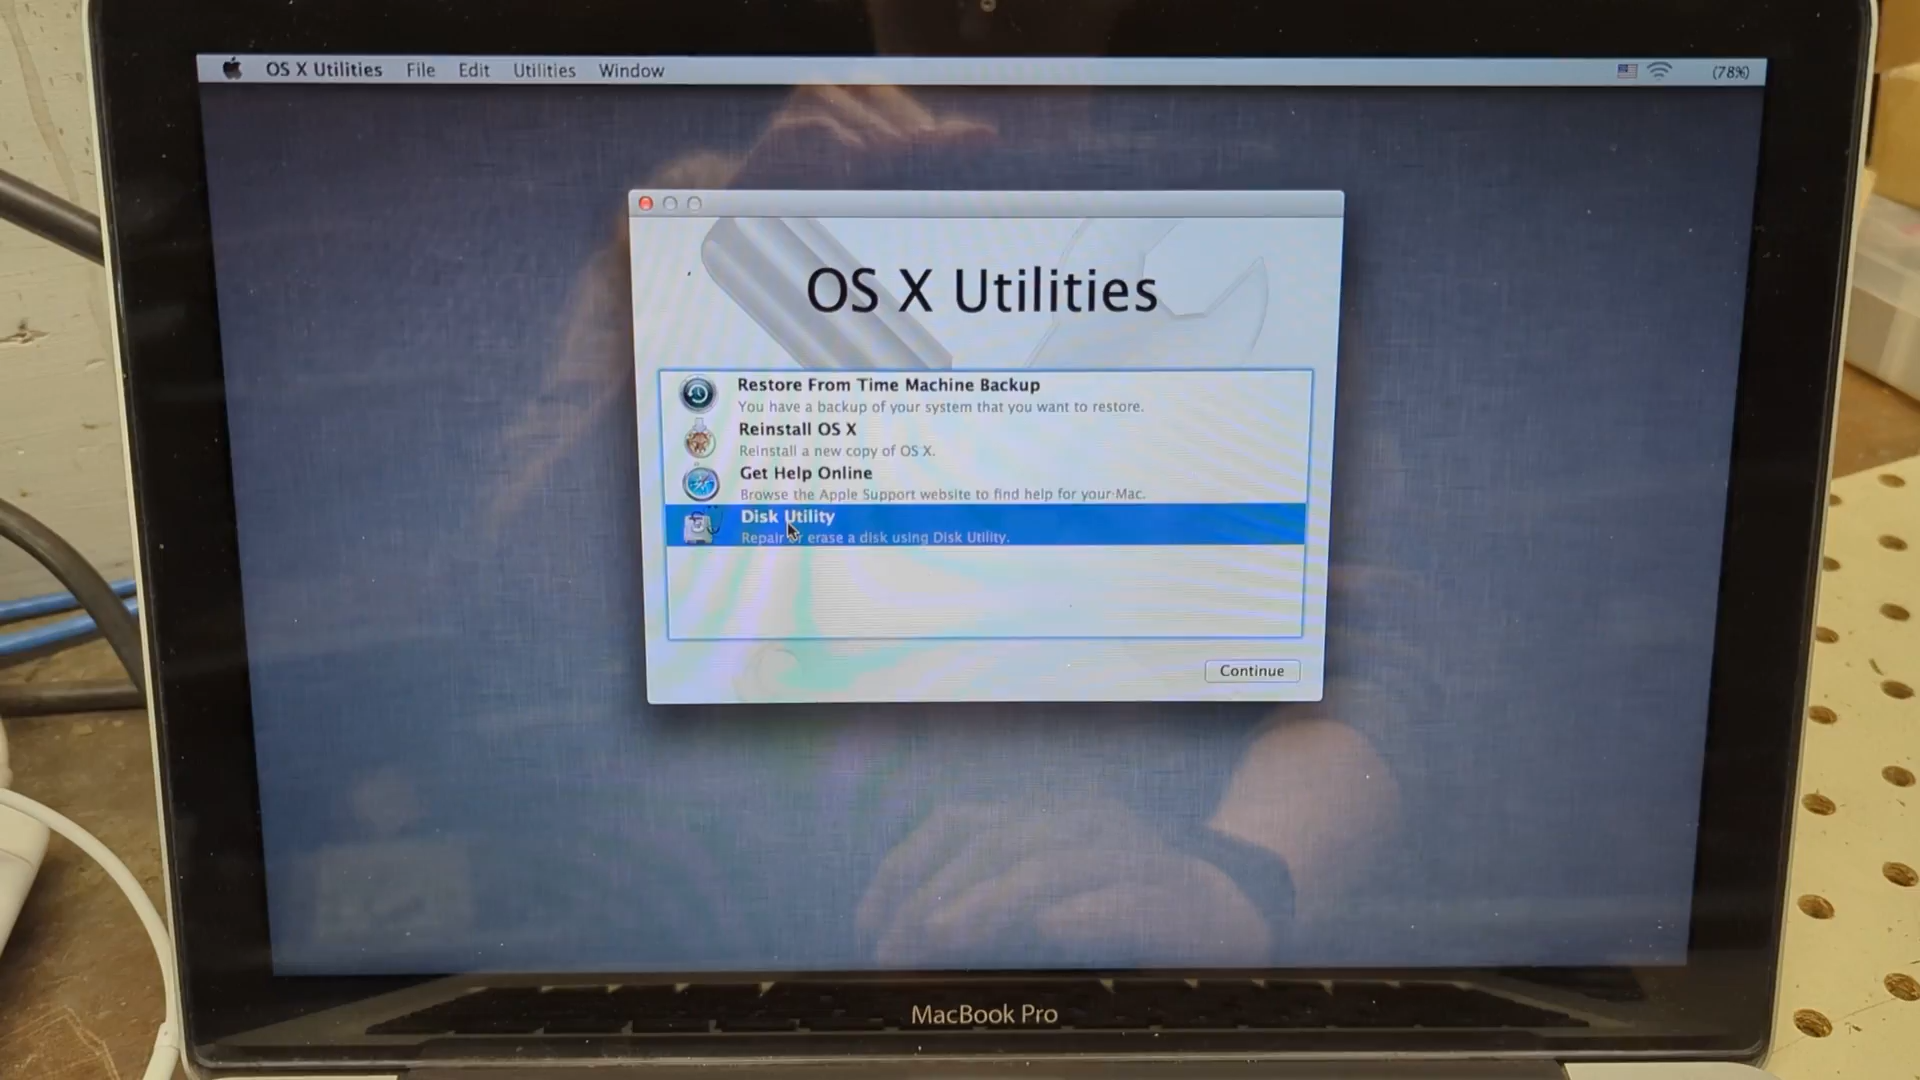 OS X Utilities File Edit Utilities Window (78%)
OS X Utilities
Restore From Time Machine Backup
You have a backup of your system that you want to restore.
Reinstall OS X
Reinstall a new copy of OS X.
Get Help Online
Browse the Apple Support website to find help for your Mac.
Disk Utility
Repair or erase a disk using Disk Utility.
Continue
MacBook Pro